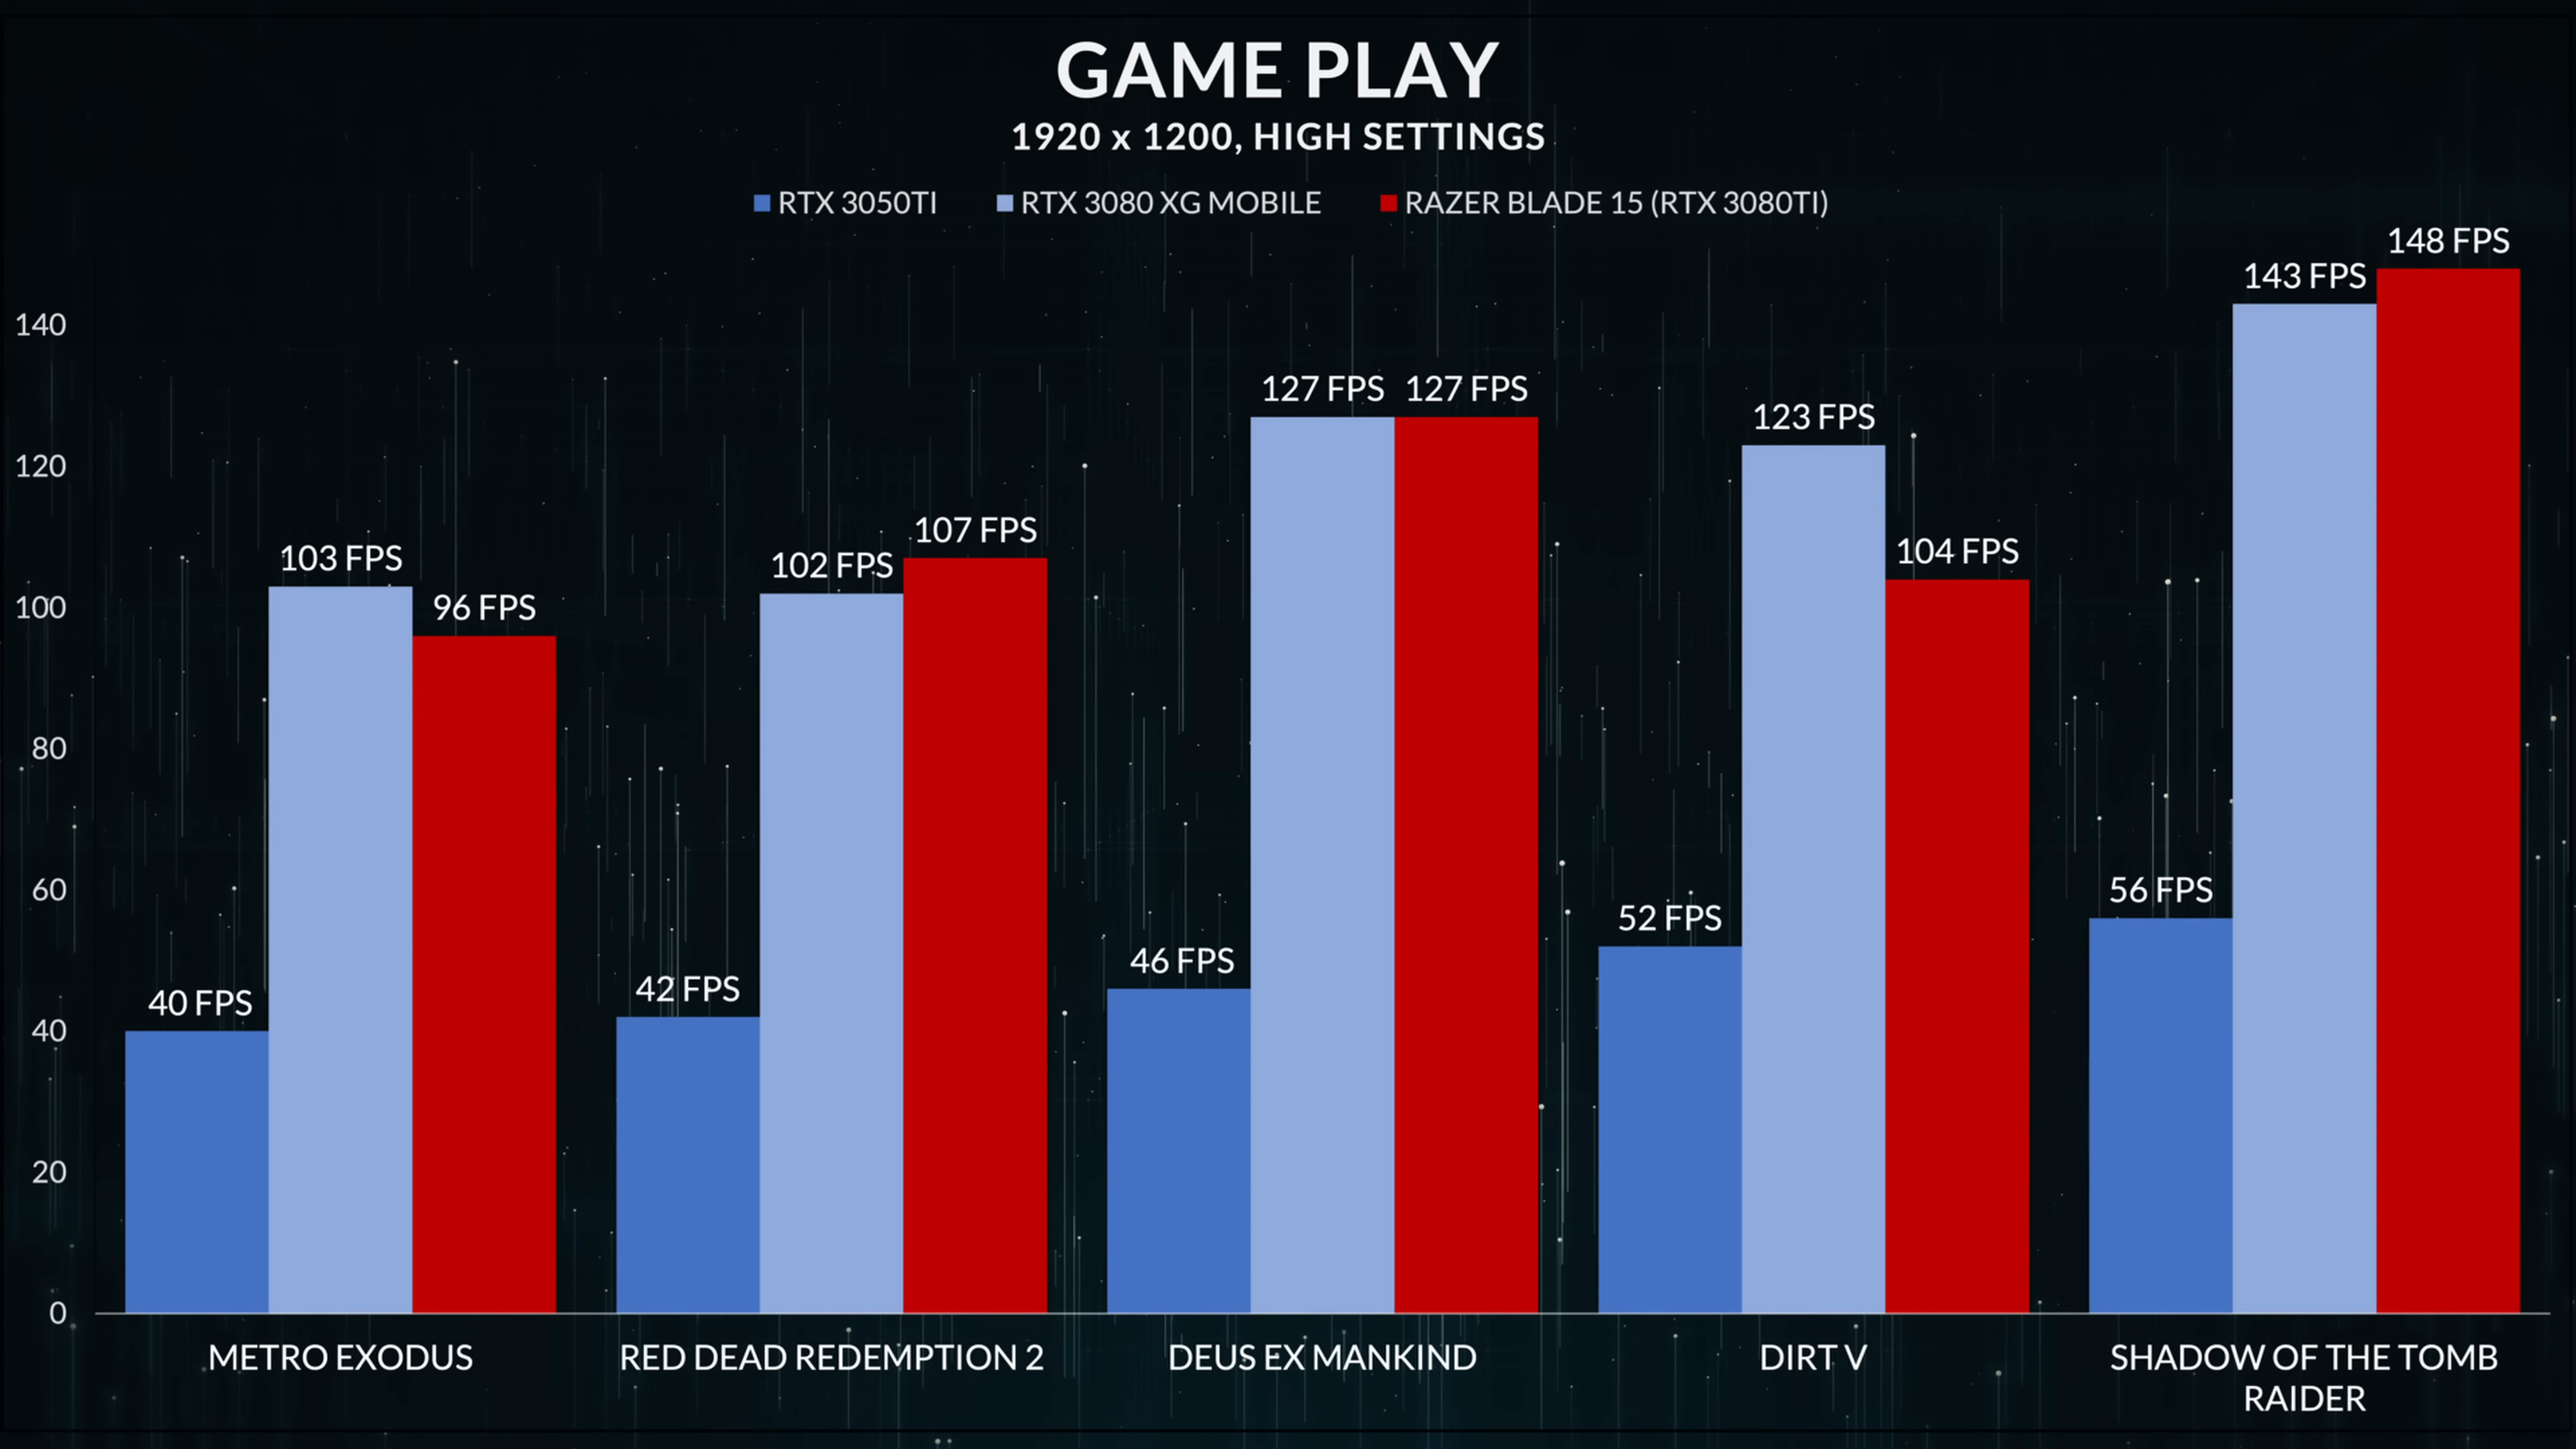 GAME PLAY
1920 x 1200, HIGH SETTINGS
RTX 3050TI RTX 3080 XG MOBILE RAZER BLADE 15 (RTX 3080TI)
140
120
100
80
60
40
20
0
40 FPS 103 FPS 96 FPS
42 FPS 102 FPS 107 FPS
46 FPS 127 FPS 127 FPS
52 FPS 123 FPS 104 FPS
56 FPS 143 FPS 148 FPS
METRO EXODUS
RED DEAD REDEMPTION 2
DEUS EX MANKIND
DIRT V
SHADOW OF THE TOMB
RAIDER